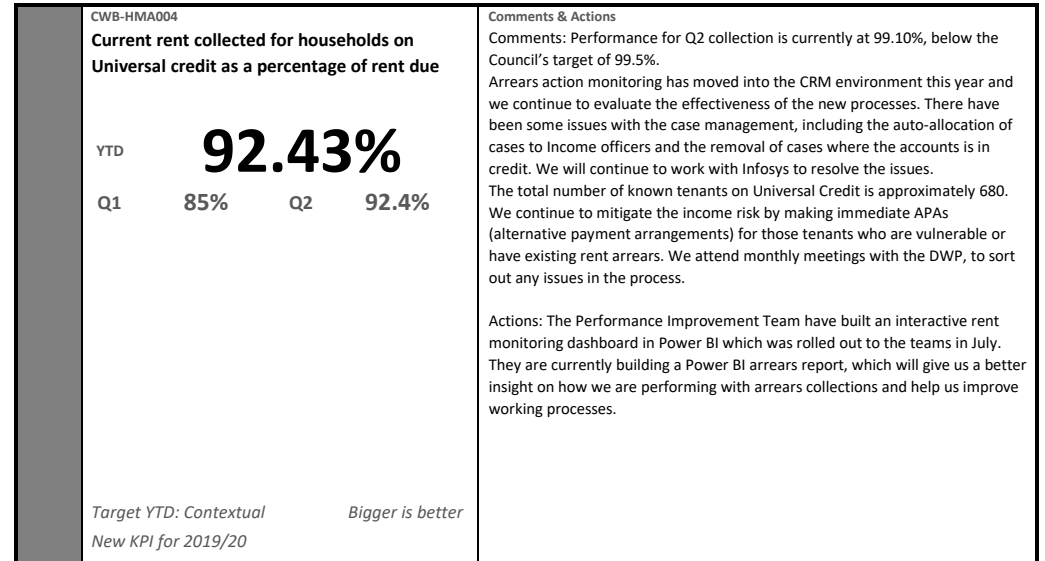 CWB-HMA004
Current rent collected for households on
Universal credit as a percentage of rent due
YTD 92.43%
Q1 85% Q2 92.4%
Target YTD: Contextual Bigger is better
New KPI for 2019/20
Comments & Actions
Comments: Performance for Q2 collection is currently at 99.10%, below the
Council’s target of 99.5%.
Arrears action monitoring has moved into the CRM environment this year and
we continue to evaluate the effectiveness of the new processes. There have
been some issues with the case management, including the auto-allocation of
cases to Income officers and the removal of cases where the accounts is in
credit. We will continue to work with Infosys to resolve the issues.
The total number of known tenants on Universal Credit is approximately 680.
We continue to mitigate the income risk by making immediate APAs
(alternative payment arrangements) for those tenants who are vulnerable or
have existing rent arrears. We attend monthly meetings with the DWP, to sort
out any issues in the process.
Actions: The Performance Improvement Team have built an interactive rent
monitoring dashboard in Power BI which was rolled out to the teams in July.
They are currently building a Power BI arrears report, which will give us a better
insight on how we are performing with arrears collections and help us improve
working processes.